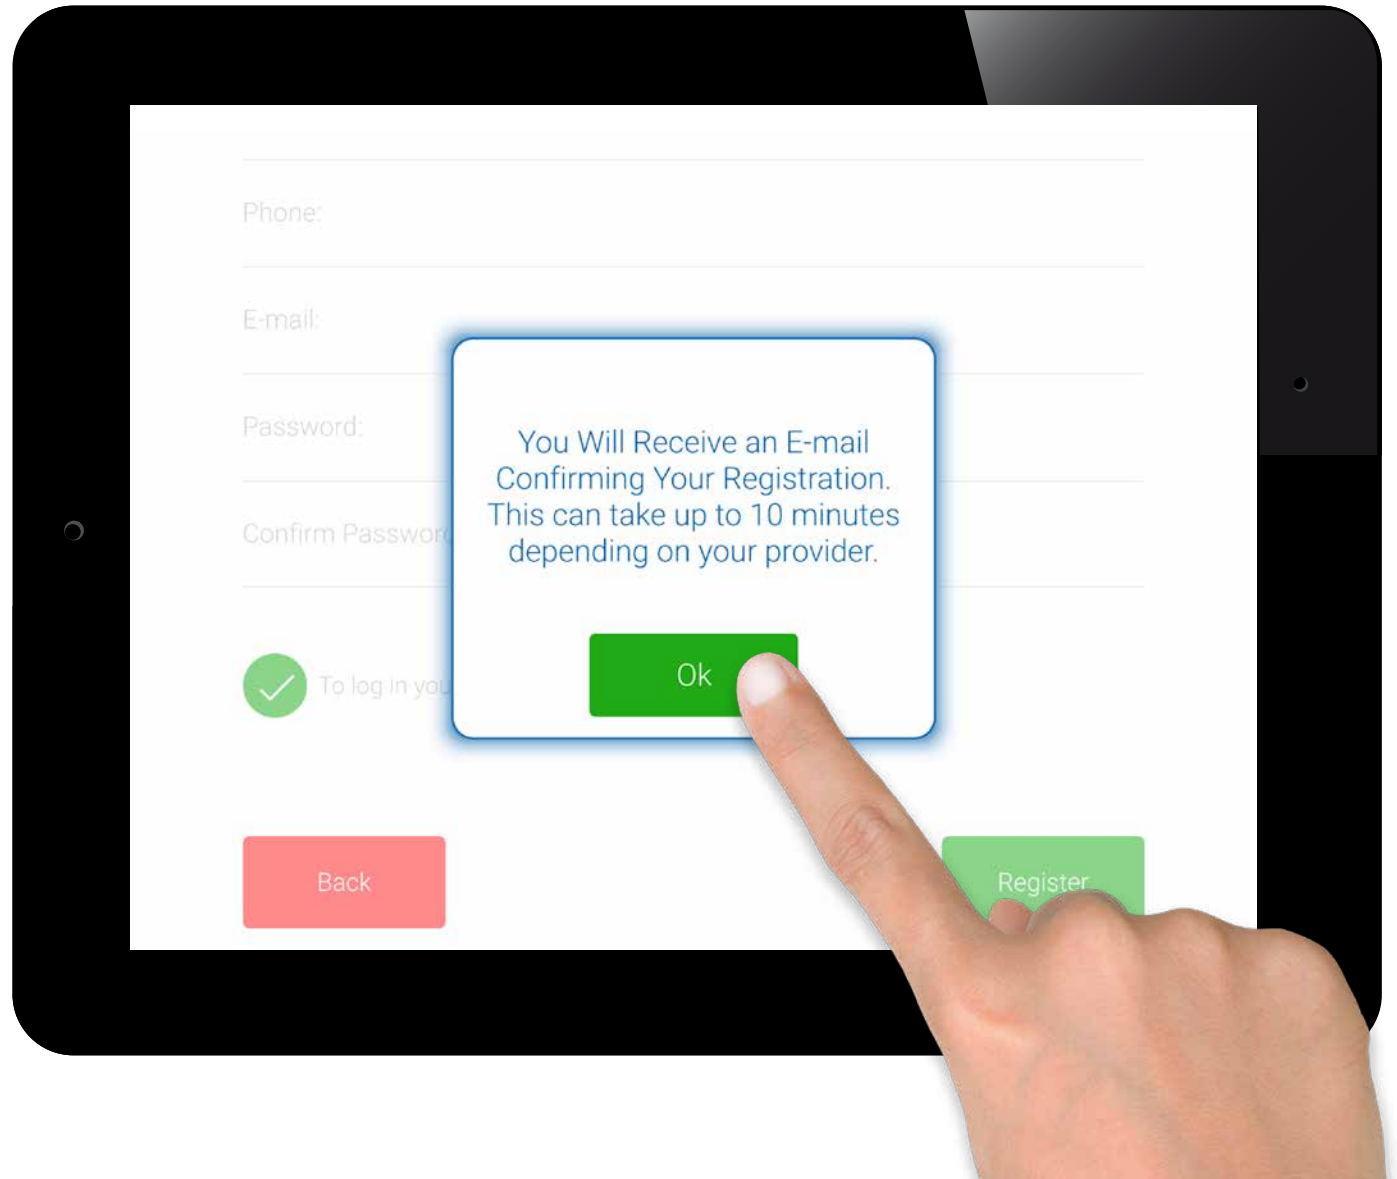 Phone:
E-mail:
Password:
Confirm Password
To log in you
You Will Receive an E-mail
Confirming Your Registration.
This can take up to 10 minutes
depending on your provider.
Ok
Back
Register